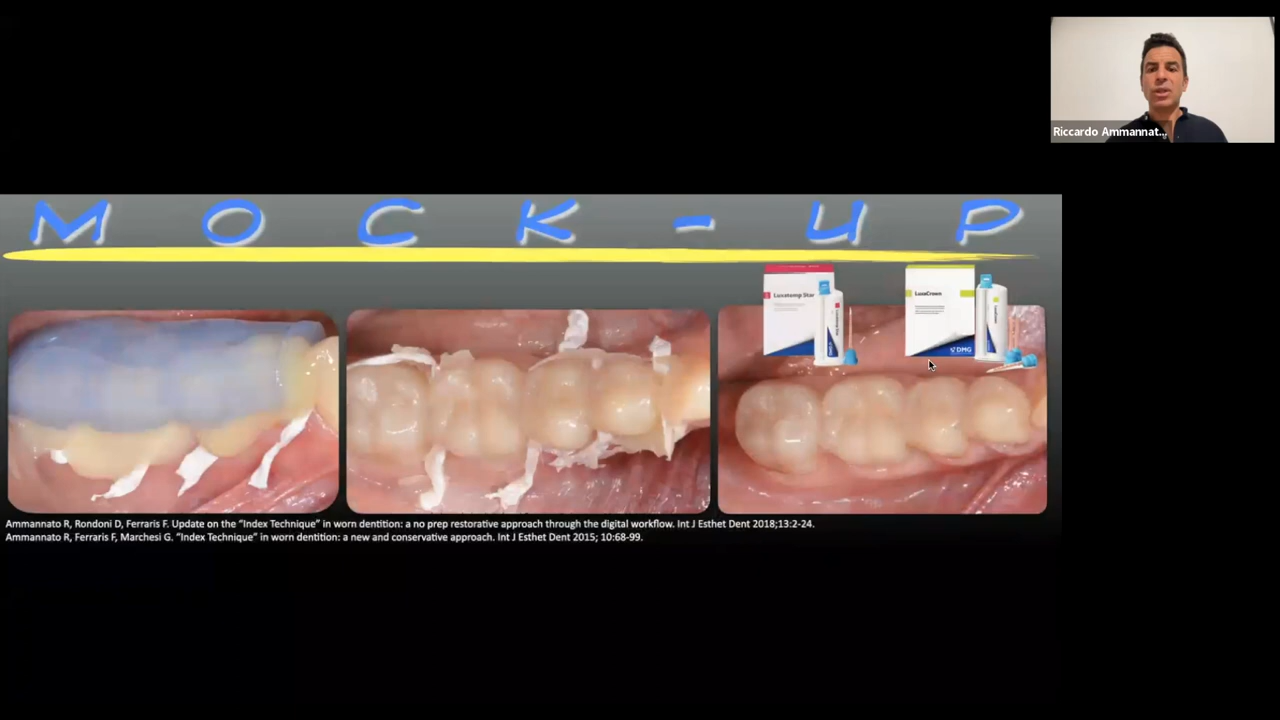 Riccardo Ammannat...
MOCK-UP
Luxatemp Star
LuxaCrown
DMG
Ammannato R, Rondoni D, Ferraris F. Update on the “Index Technique” in worn dentition: a no prep restorative approach through the digital workflow. Int J Esthet Dent 2018;13:2-24.
Ammannato R, Ferraris F, Marchesi G. “Index Technique” in worn dentition: a new and conservative approach. Int J Esthet Dent 2015; 10:68-99.